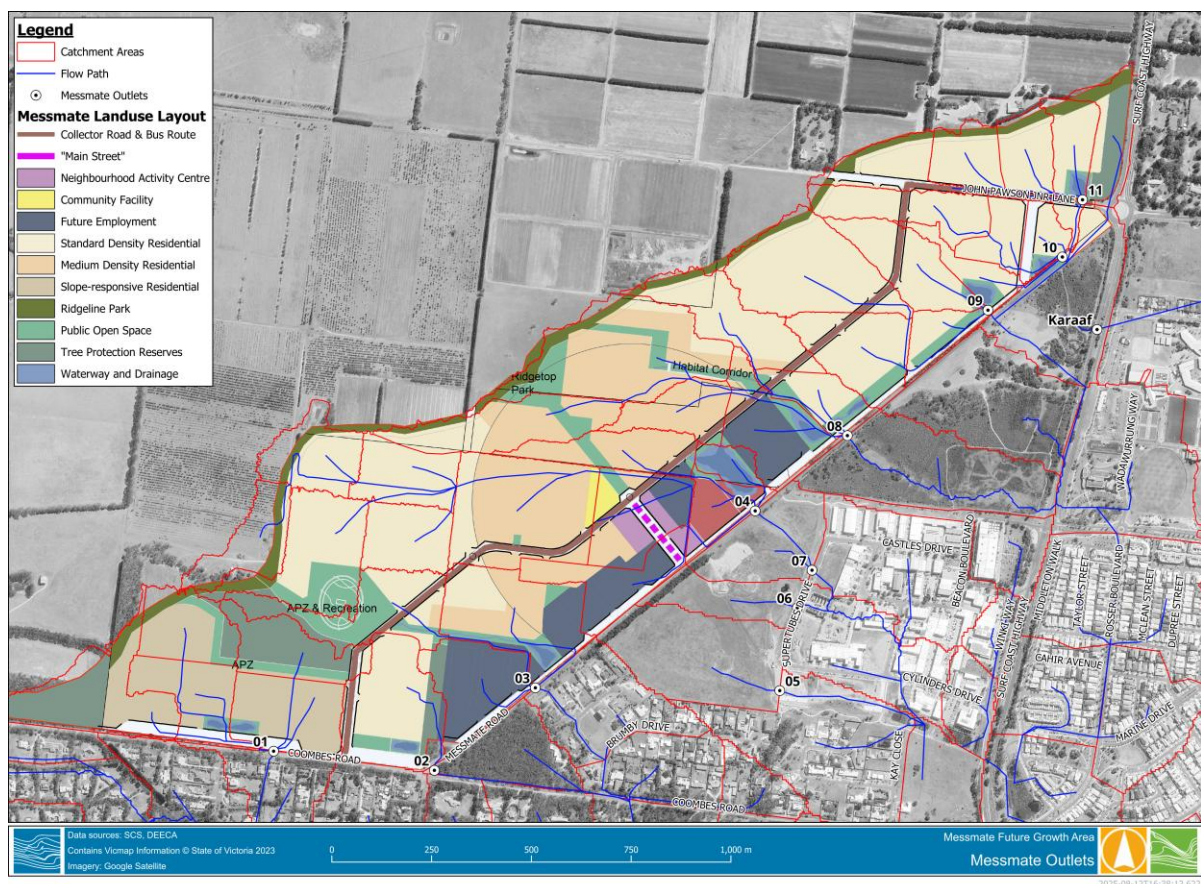 Legend
Catchment Areas
Flow Path
Messmate Outlets
Messmate Landuse Layout
Collector Road & Bus Route
"Main Street"
Neighbourhood Activity Centre
Community Facility
Future Employment
Standard Density Residential
Medium Density Residential
Slope-responsive Residential
Ridgeline Park
Public Open Space
Tree Protection Reserves
Waterway and Drainage
SURF COAST HIGHWAY
JOHN PAWSON JNR LANE
11
10
09
Karaaf
Ridgetop
Park
Habitat Corridor
08
WADAWURRUNG WAY
04
CASTLES DRIVE
BEACON BOULEVARD
MIDDLETON WALK
07
06
SUPERTUBES DRIVE
WINKI WAY
SURF COAST HIGHWAY
TAYLOR STREET
ROSSER BOULEVARD
MCLEAN STREET
DUPREE STREET
APZ & Recreation
APZ
CAHIR AVENUE
CYLINDERS DRIVE
MARINE DRIVE
03
05
MESSMATE ROAD
BRUMBY DRIVE
KAY CLOSE
01
COOMBES ROAD
02
COOMBES ROAD
Data sources: SCS, DEECA
Contains Vicmap Information © State of Victoria 2023
Imagery: Google Satellite
0 250 500 750 1,000 m
Messmate Future Growth Area
Messmate Outlets